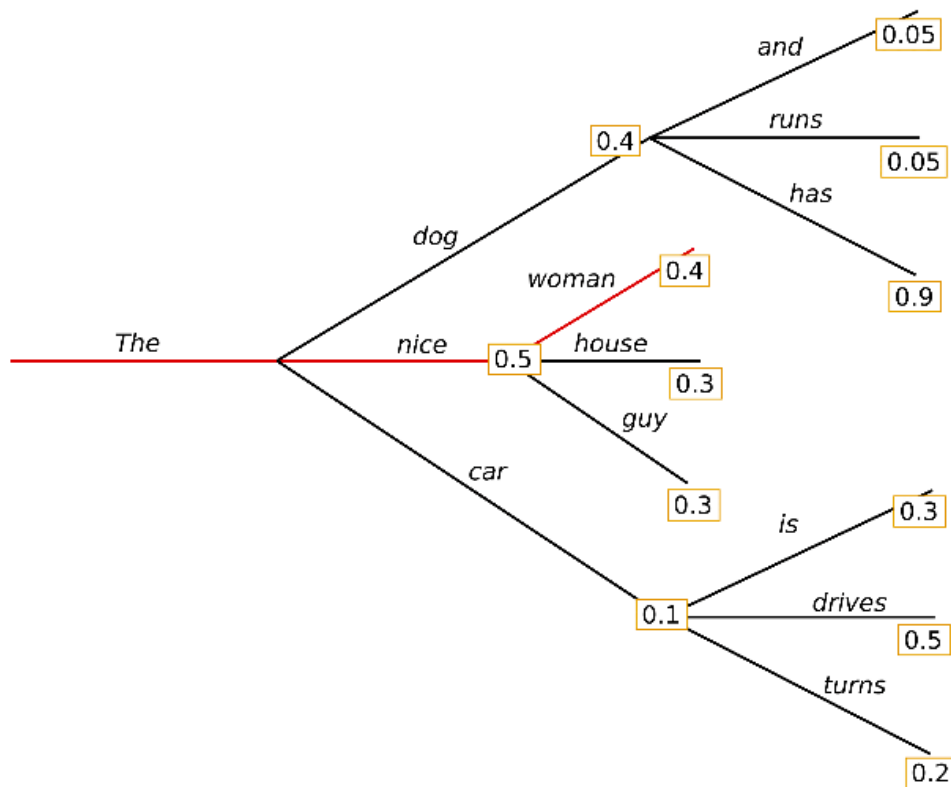 and
0.05
runs
0.4
0.05
has
dog
0.9
woman
0.4
The
nice
house
0.5
0.3
guy
car
0.3
is
0.3
drives
0.1
0.5
turns
0.2